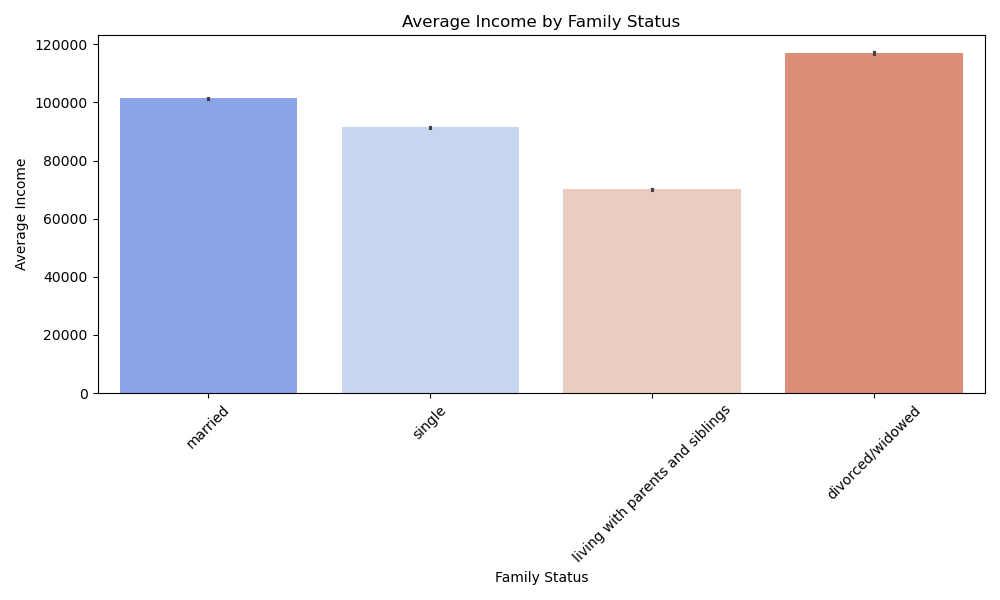 Average Income by Family Status
Average Income
120000
100000
80000
60000
40000
20000
0
married
single
living with parents and siblings
divorced/widowed
Family Status